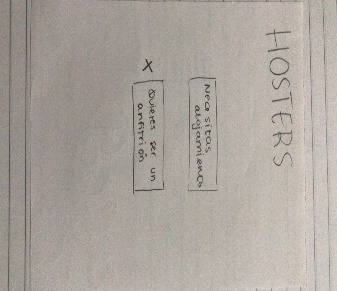 HOSTERS
Necesitas
alojamiento
X
Quieres ser un
anfitrión